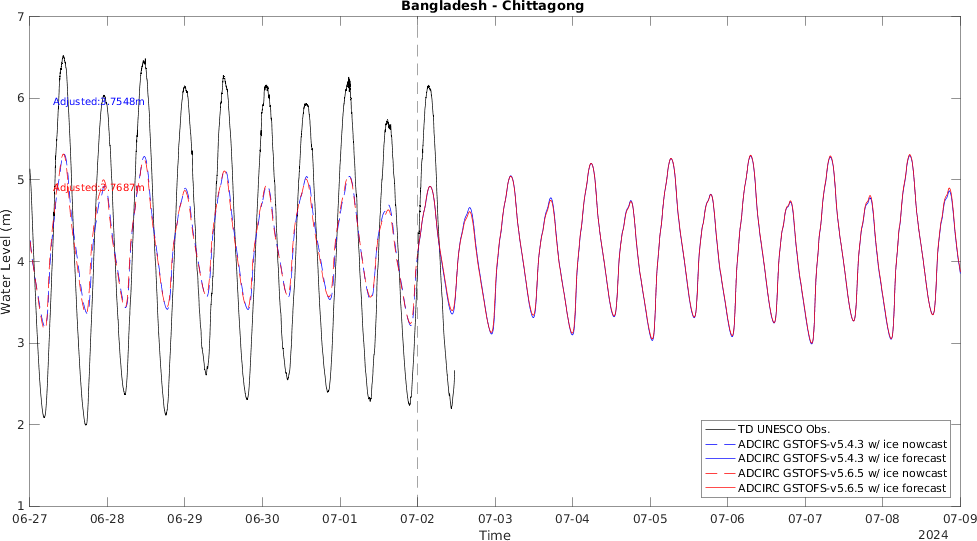 Bangladesh - Chittagong
7
6
5
4
3
2
1
Water Level (m)
Adjusted:3.7548m
Adjusted:3.7687m
TD UNESCO Obs.
ADCIRC GSTOFS-v5.4.3 w/ ice nowcast
ADCIRC GSTOFS-v5.4.3 w/ ice forecast
ADCIRC GSTOFS-v5.6.5 w/ ice nowcast
ADCIRC GSTOFS-v5.6.5 w/ ice forecast
06-27 06-28 06-29 06-30 07-01 07-02 07-03 07-04 07-05 07-06 07-07 07-08 07-09
Time
2024